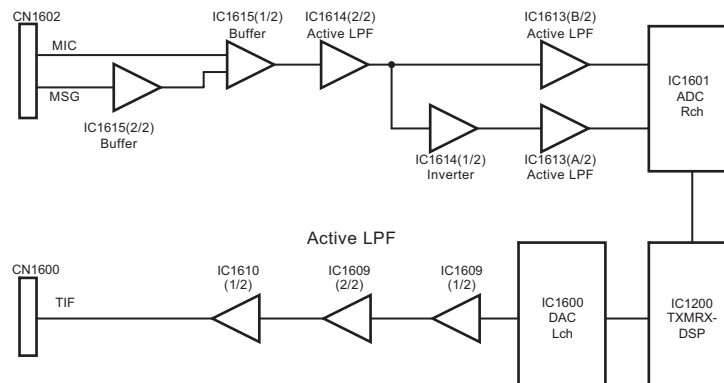 CN1602
MIC
MSG
IC1615(2/2)
Buffer
IC1615(1/2)
Buffer
IC1614(2/2)
Active LPF
IC1613(B/2)
Active LPF
IC1614(1/2)
Inverter
IC1613(A/2)
Active LPF
IC1601
ADC
Rch
Active LPF
CN1600
TIF
IC1610
(1/2)
IC1609
(2/2)
IC1609
(1/2)
IC1600
DAC
Lch
IC1200
TXMRX-
DSP